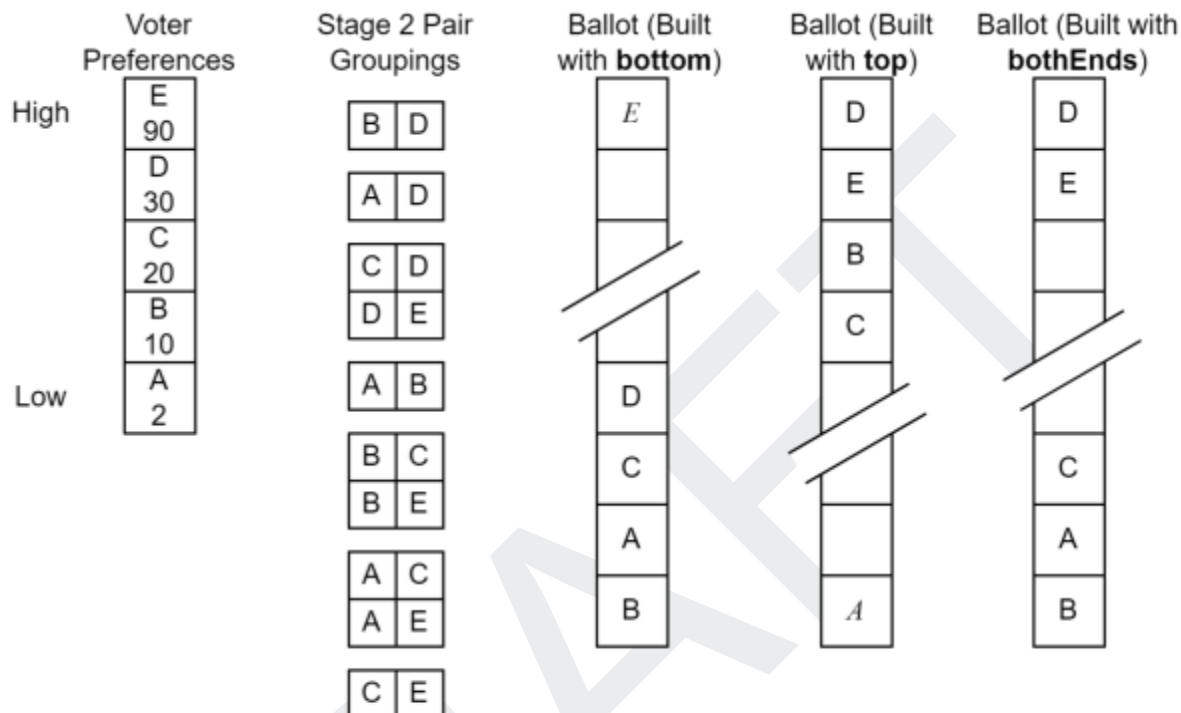 Voter
Preferences
Stage 2 Pair
Groupings
Ballot (Built
with bottom)
Ballot (Built
with top)
Ballot (Built with
bothEnds)
High
Low
E
90
D
30
C
20
B
10
A
2
B D
A D
C D
D E
A B
B C
B E
A C
A E
C E
E
D
C
A
B
D
E
B
C
A
D
E
C
A
B
DRAFT